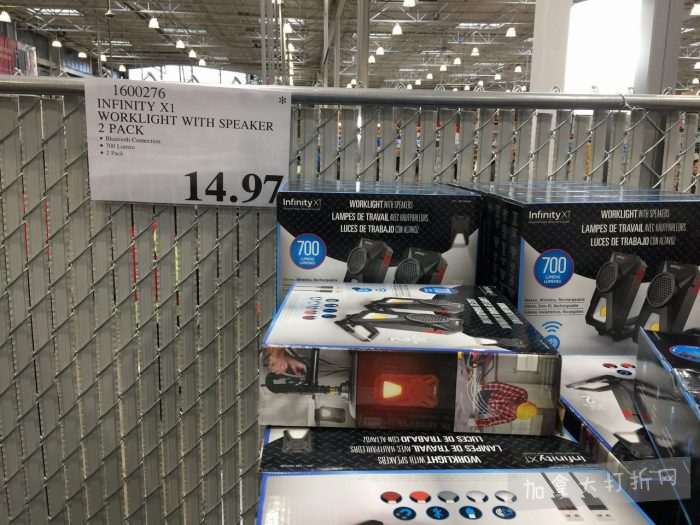 1600276
*
INFINITY X1
WORKLIGHT WITH SPEAKER
2 PACK
• Bluetooth Connection
• 700 Lumens
• 2 Pack
14.97
Infinity X1
WORKLIGHT WITH SPEAKERS
LAMPES DE TRAVAIL AVEC HAUT-PARLEURS
LUCES DE TRABAJO CON ALTAVOZ
700
LUMENS
Infinity X1
WORKLIGHT WITH SPEAKERS
LAMPES DE TRAVAIL AVEC HAUT-PARLEURS
LUCES DE TRABAJO CON ALTAVOZ
700
LUMENS
LUCES DE TRABAJO CON ALTAVOZ
LAMPES DE TRAVAIL AVEC HAUT-PARLEURS
WORKLIGHT WITH SPEAKERS
Infinity X1
加拿大打折网